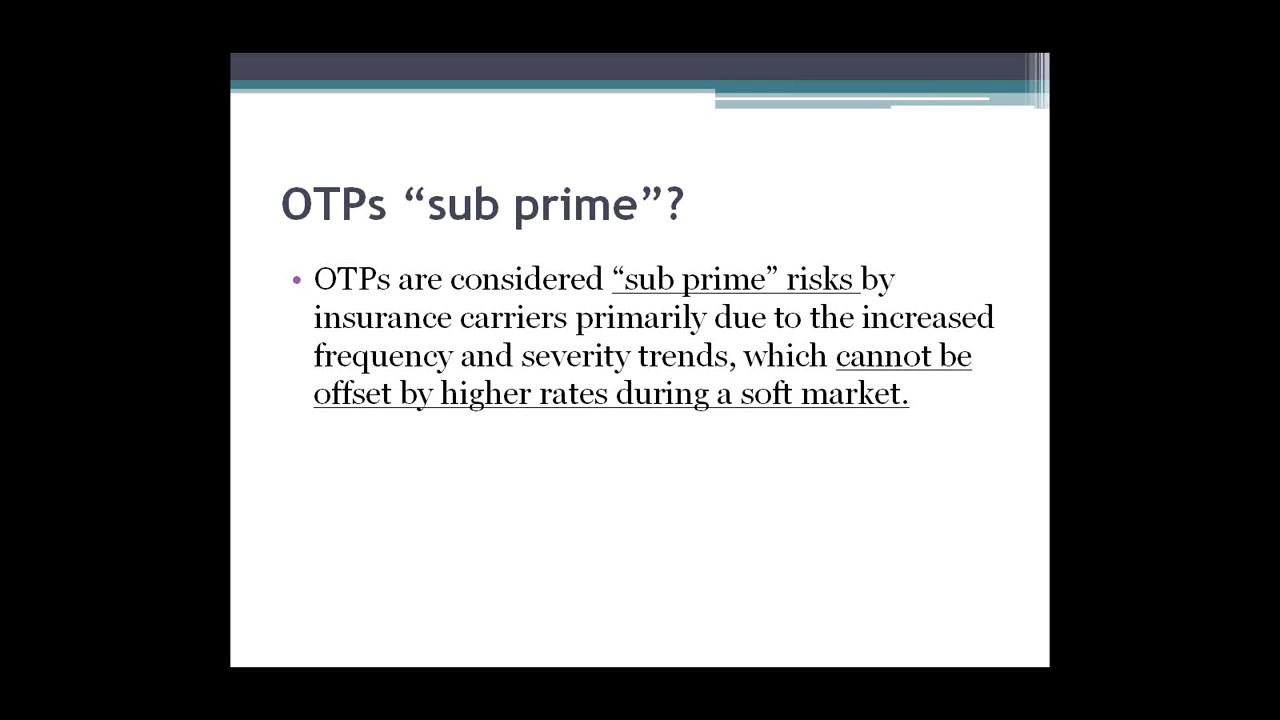 OTPs “sub prime”?
• OTPs are considered “sub prime” risks by
insurance carriers primarily due to the increased
frequency and severity trends, which cannot be
offset by higher rates during a soft market.